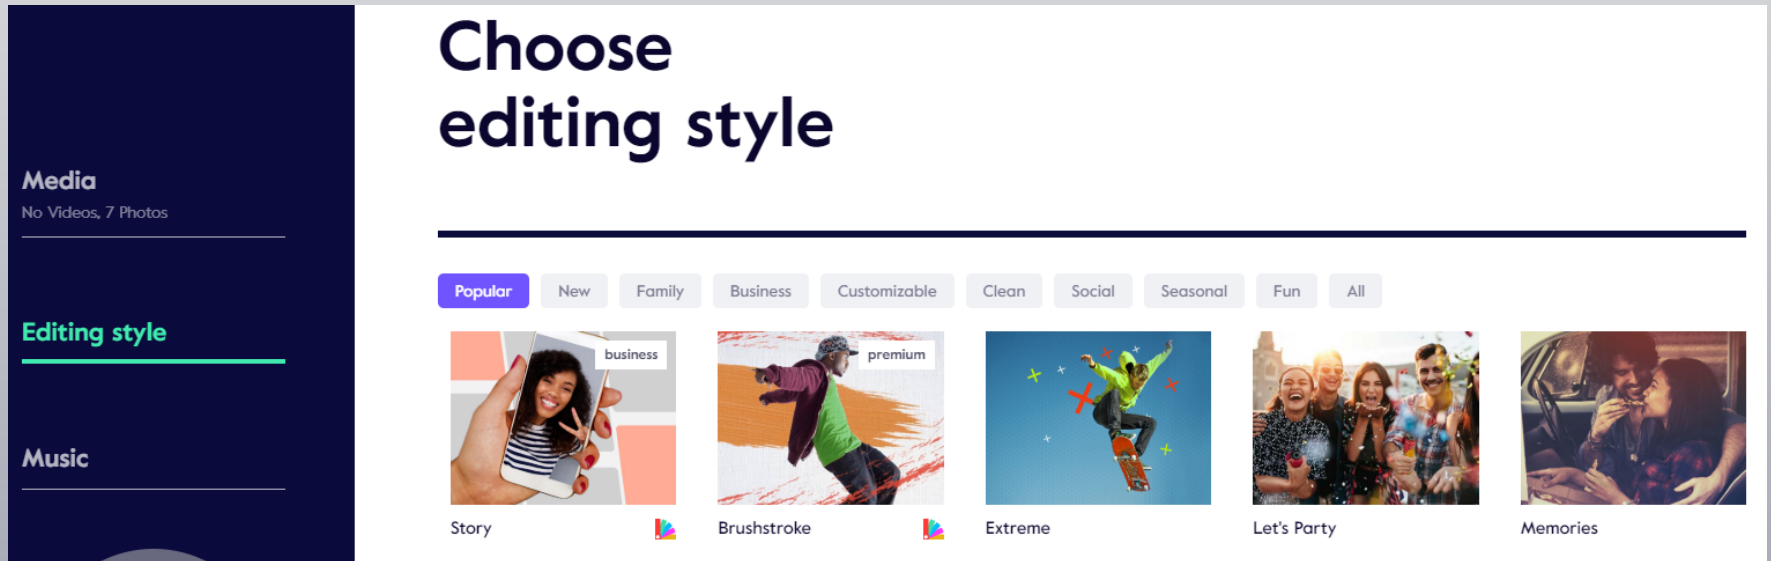 Choose
editing style
Media
No Videos, 7 Photos
Editing style
Music
Popular New Family Business Customizable Clean Social Seasonal Fun All
business
premium
Story
Brushstroke
Extreme
Let's Party
Memories